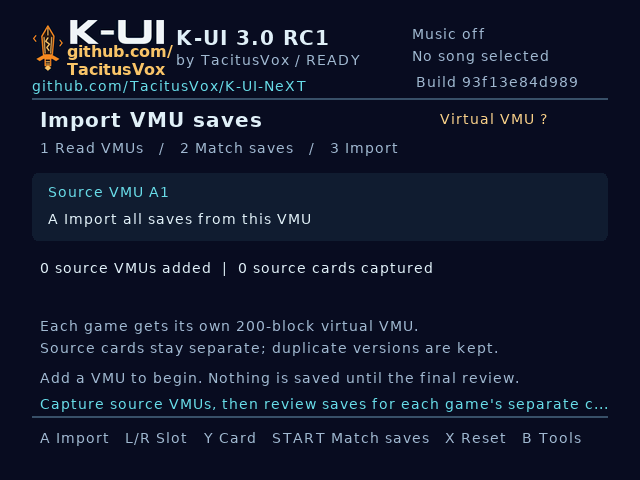 K-UI
github.com/
TacitusVox
K-UI 3.0 RC1
by TacitusVox / READY
github.com/TacitusVox/K-UI-NeXT
Music off
No song selected
Build 93f13e84d989
Import VMU saves
Virtual VMU ?
1 Read VMUs / 2 Match saves / 3 Import
Source VMU A1
A Import all saves from this VMU
0 source VMUs added | 0 source cards captured
Each game gets its own 200-block virtual VMU.
Source cards stay separate; duplicate versions are kept.
Add a VMU to begin. Nothing is saved until the final review.
Capture source VMUs, then review saves for each game's separate c...
A Import L/R Slot Y Card START Match saves X Reset B Tools